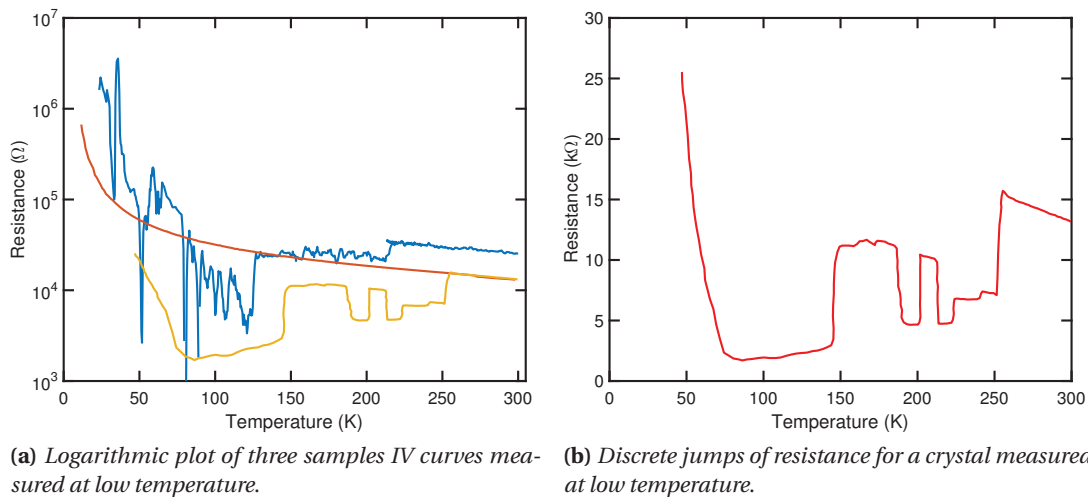 10^7
10^6
10^5
10^4
10^3
Resistance (Ω)
0 50 100 150 200 250 300
Temperature (K)
(a) Logarithmic plot of three samples IV curves mea-
sured at low temperature.
30
25
20
15
10
5
0
Resistance (kΩ)
0 50 100 150 200 250 300
Temperature (K)
(b) Discrete jumps of resistance for a crystal measured
at low temperature.